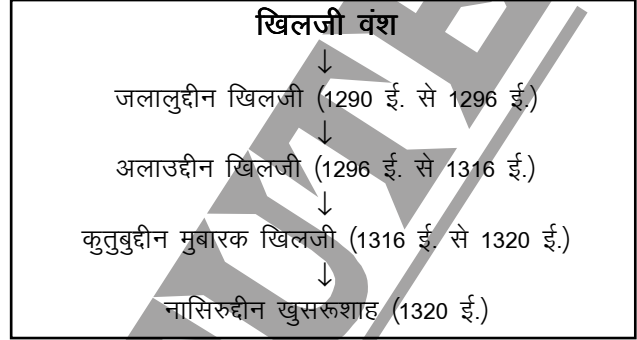 खिलजी वंश
↓
जलालुद्दीन खिलजी (1290 ई. से 1296 ई.)
↓
अलाउद्दीन खिलजी (1296 ई. से 1316 ई.)
↓
कुतुबुद्दीन मुबारक खिलजी (1316 ई. से 1320 ई.)
↓
नासिरुद्दीन खुसरूशाह (1320 ई.)